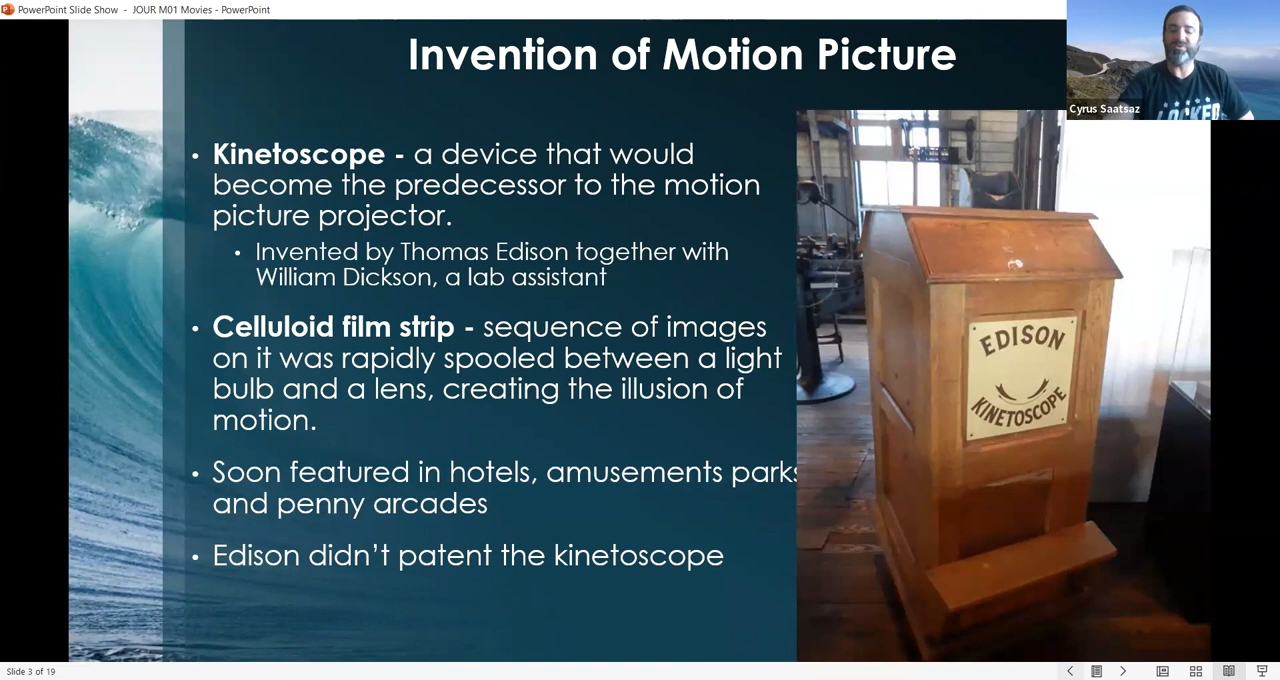 PowerPoint Slide Show - JOUR M01 Movies - PowerPoint
Invention of Motion Picture
Cyrus Saatsaz
LOCKED
• Kinetoscope - a device that would
become the predecessor to the motion
picture projector.
• Invented by Thomas Edison together with
William Dickson, a lab assistant
• Celluloid film strip - sequence of images
on it was rapidly spooled between a light
bulb and a lens, creating the illusion of
motion.
• Soon featured in hotels, amusements parks
and penny arcades
• Edison didn’t patent the kinetoscope
EDISON
KINETOSCOPE
Slide 3 of 19